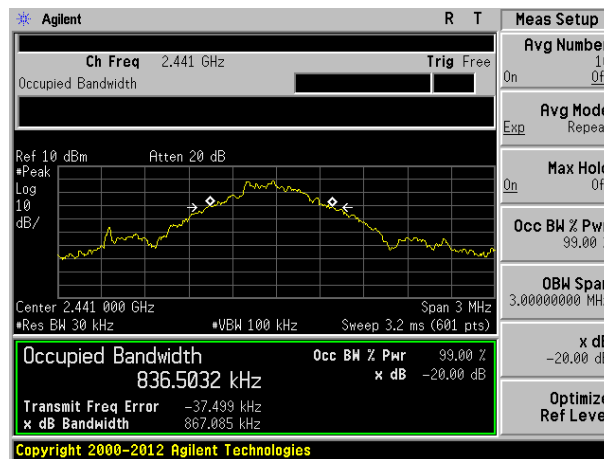 Agilent R T
Ch Freq 2.441 GHz Trig Free
Occupied Bandwidth
Ref 10 dBm Atten 20 dB
#Peak
Log
10
dB/
Center 2.441 000 GHz Span 3 MHz
#Res BW 30 kHz #VBW 100 kHz Sweep 3.2 ms (601 pts)
Occupied Bandwidth
836.5032 kHz
Occ BW % Pwr 99.00 %
x dB -20.00 dB
Transmit Freq Error -37.499 kHz
x dB Bandwidth 867.085 kHz
Copyright 2000-2012 Agilent Technologies
Meas Setup
Avg Number
On
Avg Mode
Exp Repea
Max Hold
On Of
Occ BW % Pwr
99.00
OBW Span
3.00000000 MH
x dB
-20.00 dB
Optimize
Ref Level